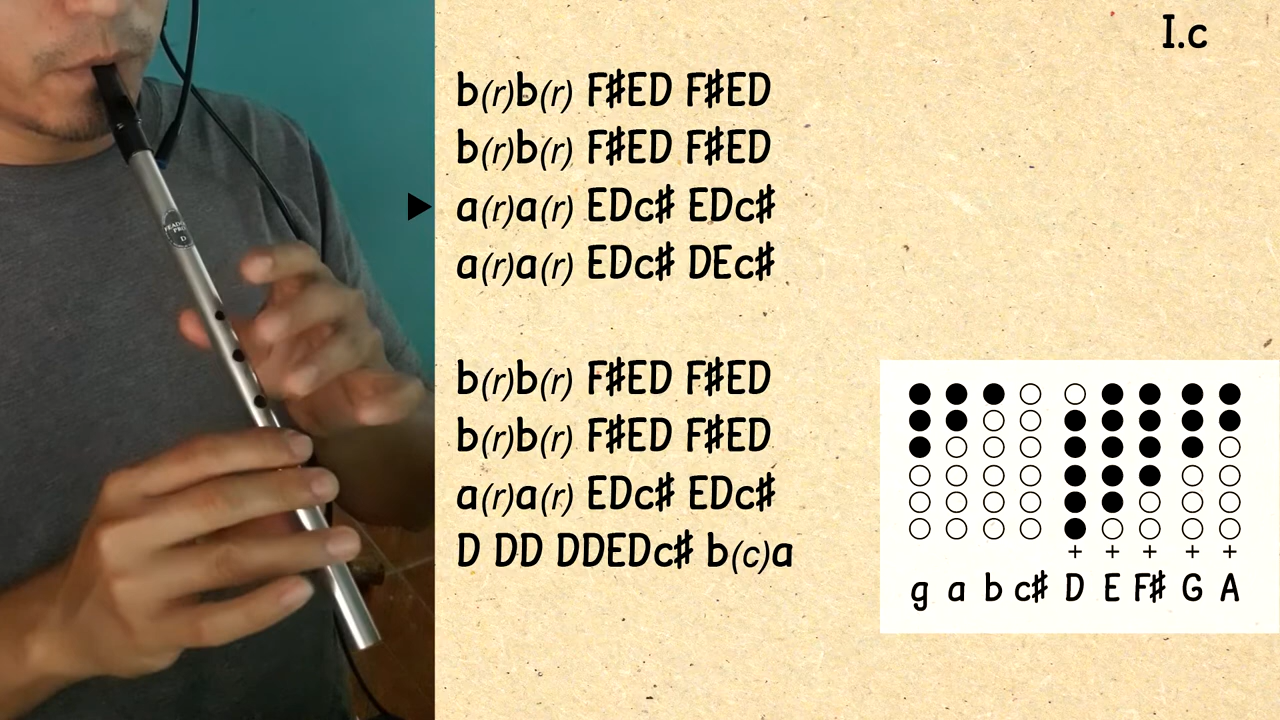 I.c
b(r)b(r) F#ED F#ED
b(r)b(r) F#ED F#ED
a(r)a(r) EDc# EDc#
a(r)a(r) EDc# DEc#
b(r)b(r) F#ED F#ED
b(r)b(r) F#ED F#ED
a(r)a(r) EDc# EDc#
D DD DDEDc# b(c)a
+ + + + +
g a b c# D E F# G A